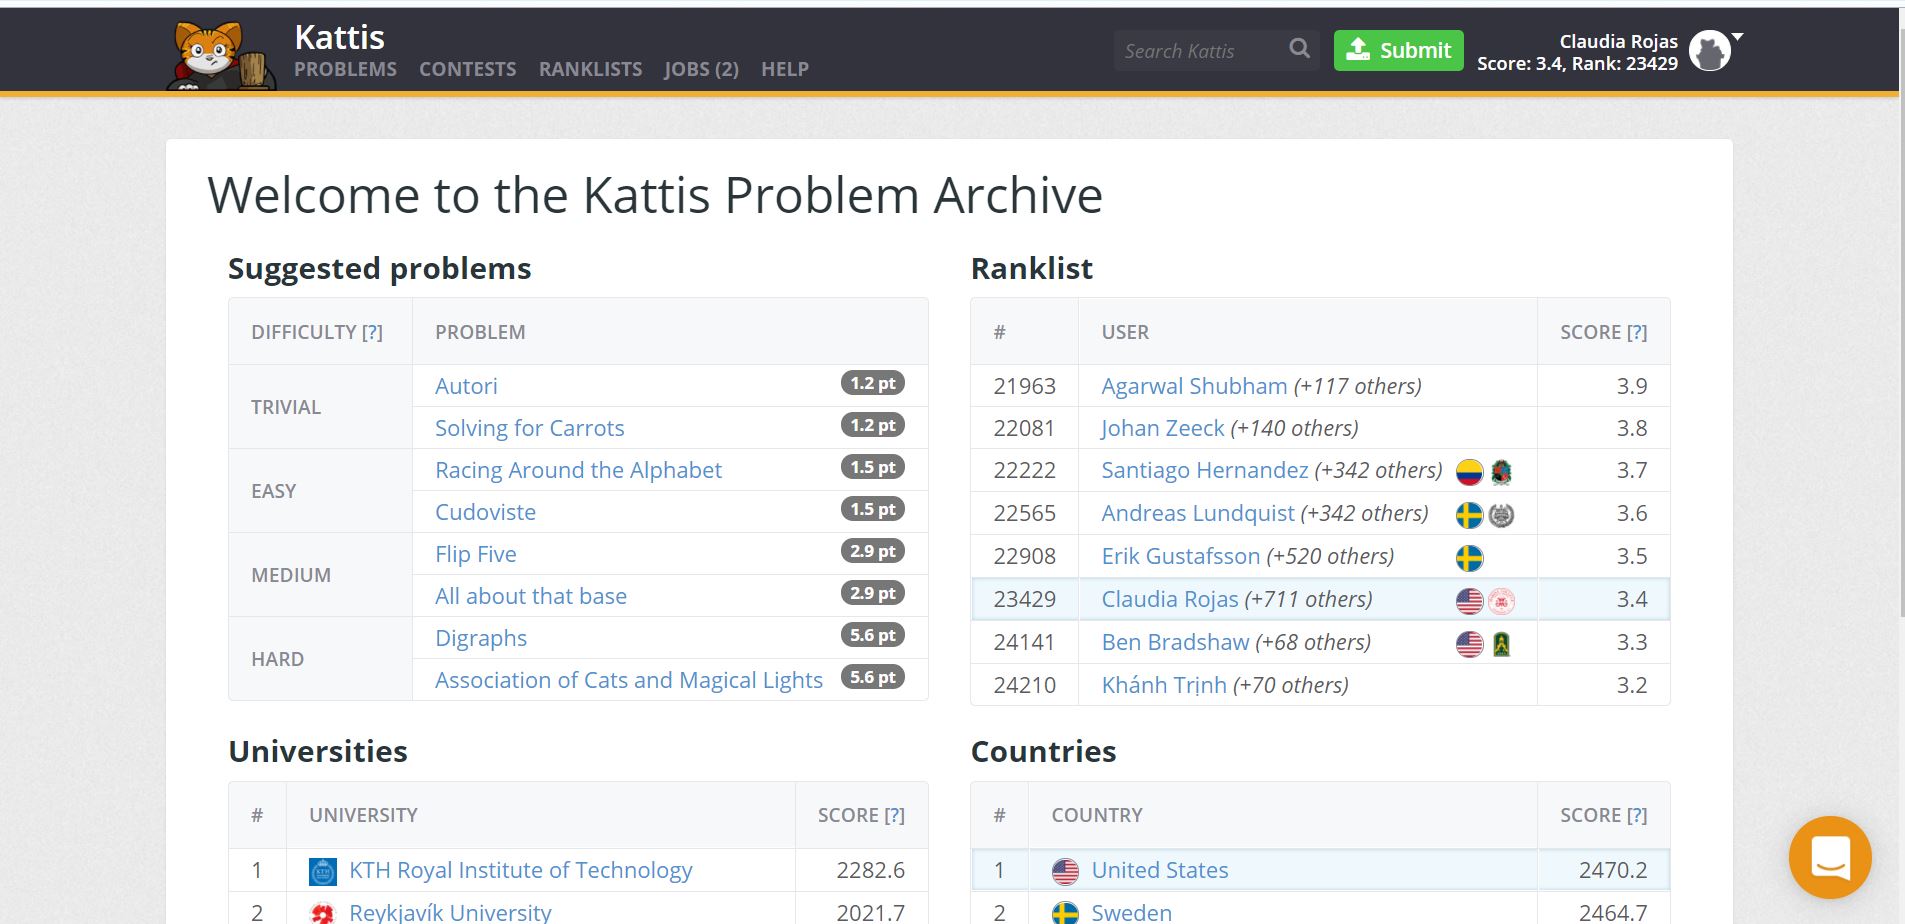 Kattis
PROBLEMS CONTESTS RANKLISTS JOBS (2) HELP
Search Kattis
Submit
Claudia Rojas
Score: 3.4, Rank: 23429
Welcome to the Kattis Problem Archive
Suggested problems
DIFFICULTY [?] PROBLEM
TRIVIAL
Autori 1.2 pt
Solving for Carrots 1.2 pt
EASY
Racing Around the Alphabet 1.5 pt
Cudoviste 1.5 pt
MEDIUM
Flip Five 2.9 pt
All about that base 2.9 pt
HARD
Digraphs 5.6 pt
Association of Cats and Magical Lights 5.6 pt
Ranklist
# USER SCORE [?]
21963 Agarwal Shubham (+117 others) 3.9
22081 Johan Zeeck (+140 others) 3.8
22222 Santiago Hernandez (+342 others) 3.7
22565 Andreas Lundquist (+342 others) 3.6
22908 Erik Gustafsson (+520 others) 3.5
23429 Claudia Rojas (+711 others) 3.4
24141 Ben Bradshaw (+68 others) 3.3
24210 Khánh Trịnh (+70 others) 3.2
Universities
# UNIVERSITY SCORE [?]
1 KTH Royal Institute of Technology 2282.6
2 Reykjavík University 2021.7
Countries
# COUNTRY SCORE [?]
1 United States 2470.2
2 Sweden 2464.7